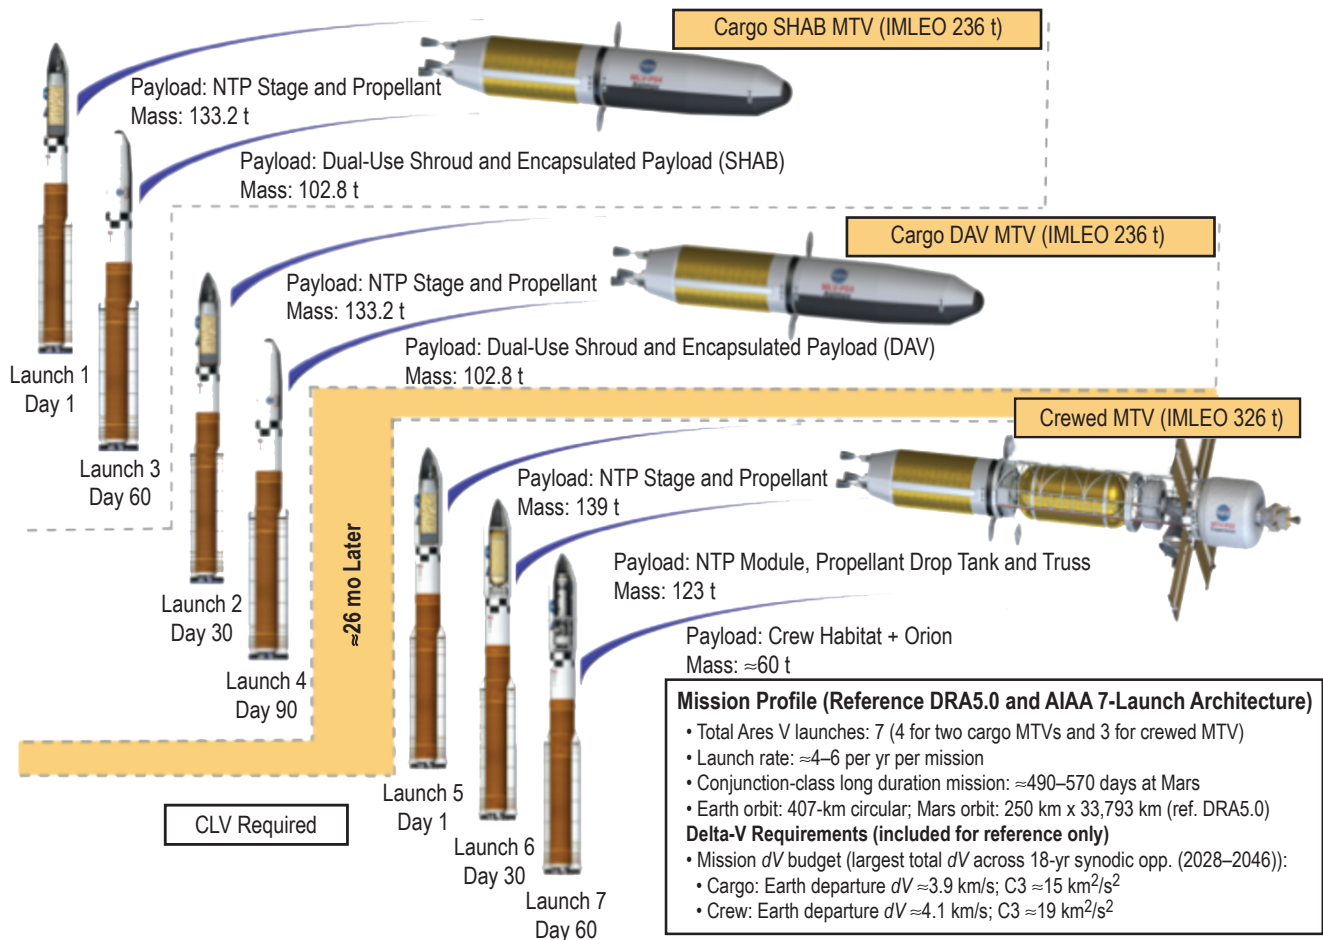 Cargo SHAB MTV (IMLEO 236 t)
Payload: NTP Stage and Propellant
Mass: 133.2 t
Payload: Dual-Use Shroud and Encapsulated Payload (SHAB)
Mass: 102.8 t
Launch 1
Day 1
Launch 3
Day 60
Cargo DAV MTV (IMLEO 236 t)
Payload: NTP Stage and Propellant
Mass: 133.2 t
Payload: Dual-Use Shroud and Encapsulated Payload (DAV)
Mass: 102.8 t
Launch 2
Day 30
Launch 4
Day 90
≈26 mo Later
Crewed MTV (IMLEO 326 t)
Payload: NTP Stage and Propellant
Mass: 139 t
Payload: NTP Module, Propellant Drop Tank and Truss
Mass: 123 t
Payload: Crew Habitat + Orion
Mass: ≈60 t
Launch 5
Day 1
Launch 6
Day 30
Launch 7
Day 60
CLV Required
Mission Profile (Reference DRA5.0 and AIAA 7-Launch Architecture)
• Total Ares V launches: 7 (4 for two cargo MTVs and 3 for crewed MTV)
• Launch rate: ≈4–6 per yr per mission
• Conjunction-class long duration mission: ≈490–570 days at Mars
• Earth orbit: 407-km circular; Mars orbit: 250 km x 33,793 km (ref. DRA5.0)
Delta-V Requirements (included for reference only)
• Mission dV budget (largest total dV across 18-yr synodic opp. (2028–2046)):
• Cargo: Earth departure dV ≈3.9 km/s; C3 ≈15 km²/s²
• Crew: Earth departure dV ≈4.1 km/s; C3 ≈19 km²/s²